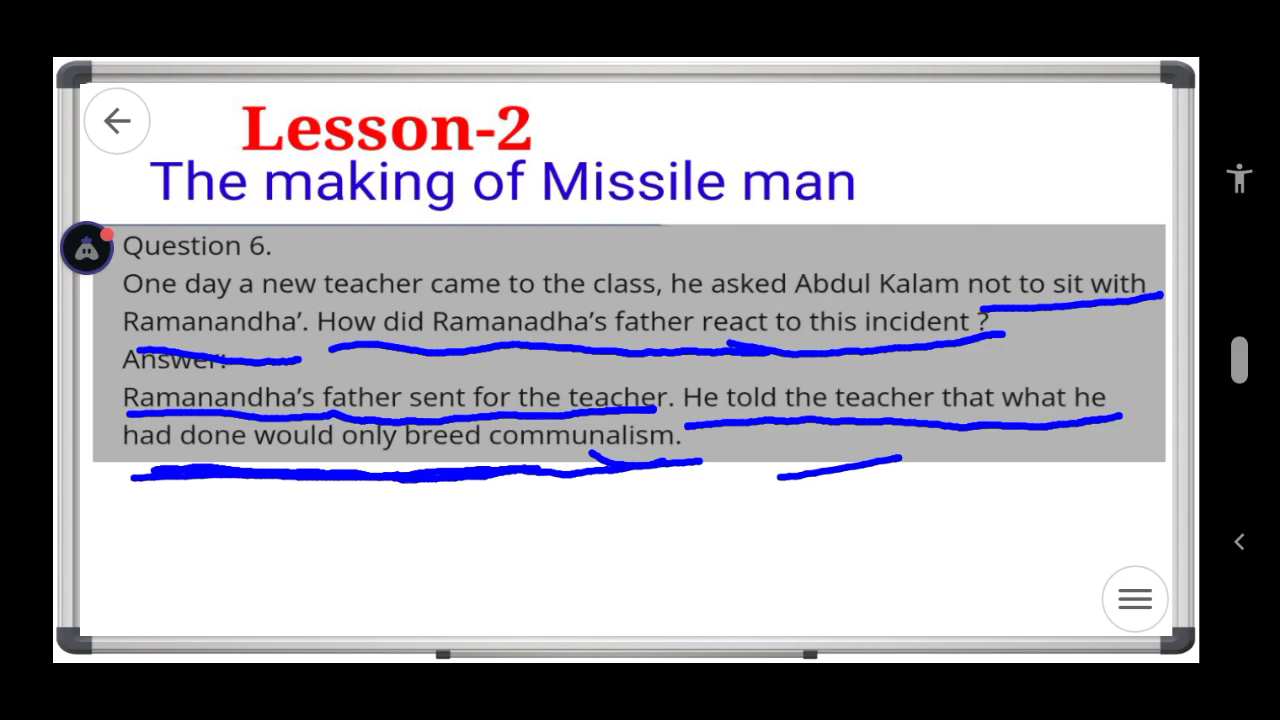 Lesson-2
The making of Missile man
Question 6.
One day a new teacher came to the class, he asked Abdul Kalam not to sit with
Ramanandha’. How did Ramanadha’s father react to this incident ?
Answer:
Ramanandha’s father sent for the teacher. He told the teacher that what he
had done would only breed communalism.